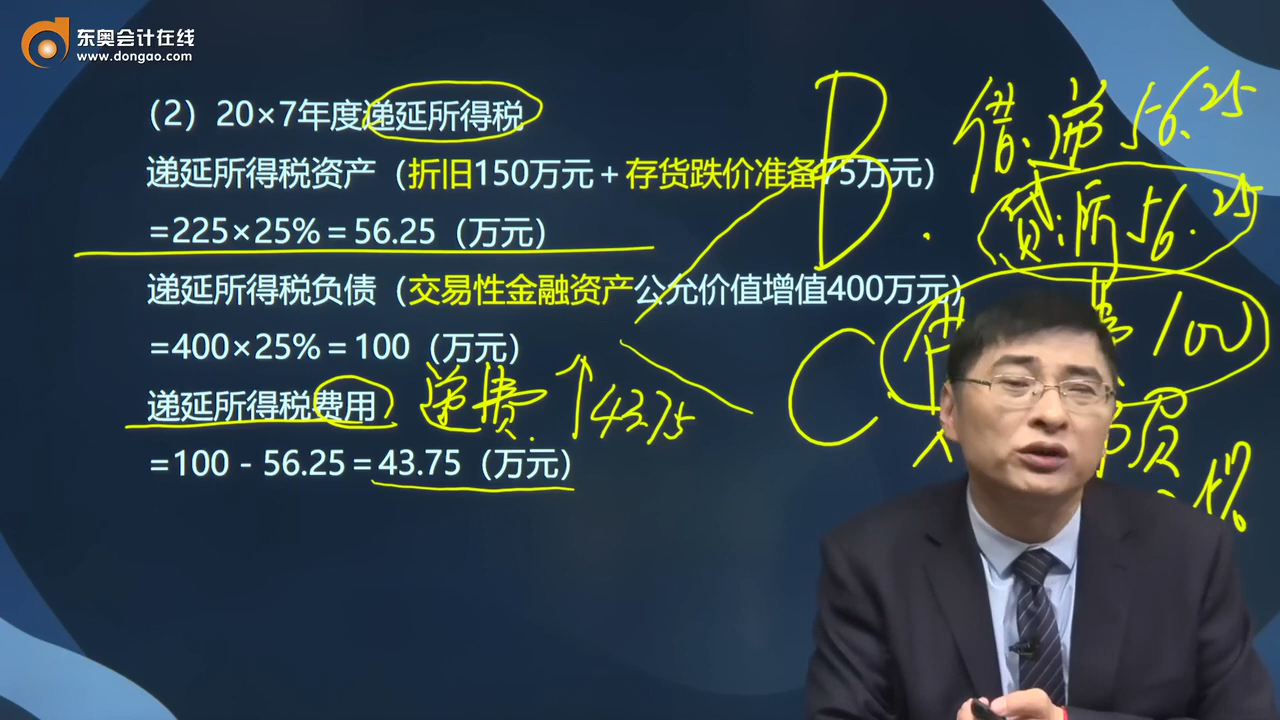 东奥会计在线
www.dongao.com
（2）20×7年度递延所得税
递延所得税资产（折旧150万元＋存货跌价准备75万元）
=225×25%＝56.25（万元）
递延所得税负债（交易性金融资产公允价值增值400万元）
=400×25%＝100（万元）
递延所得税费用
=100－56.25＝43.75（万元）
递费 ↑43.75
B.
C
借：递 56.25
贷：所 56.25
借 100